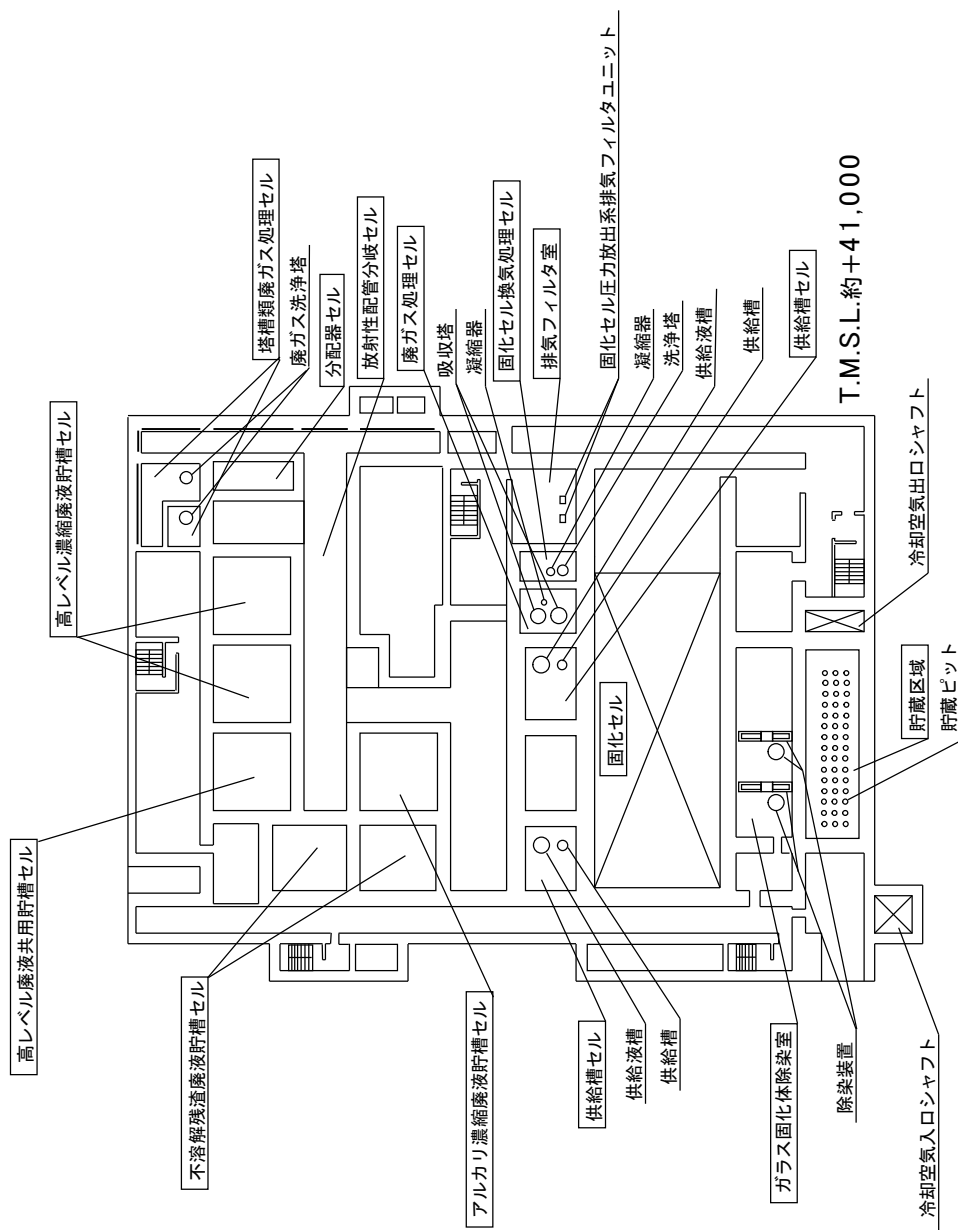 高レベル廃液共用貯槽セル
高レベル濃縮廃液貯槽セル
塔槽類廃ガス処理セル
廃ガス洗浄塔
分配器セル
放射性配管分岐セル
廃ガス処理セル
吸収塔
凝縮器
固化セル換気処理セル
排気フィルタ室
固化セル圧力放出系排気フィルタユニット
凝縮器
洗浄塔
供給液槽
供給槽
供給槽セル
T.M.S.L.約+41,000
固化セル
不溶解残渣廃液貯槽セル
アルカリ濃縮廃液貯槽セル
供給槽セル
供給液槽
供給槽
ガラス固化体除染室
除染装置
冷却空気入口シャフト
冷却空気出口シャフト
貯蔵区域
貯蔵ピット